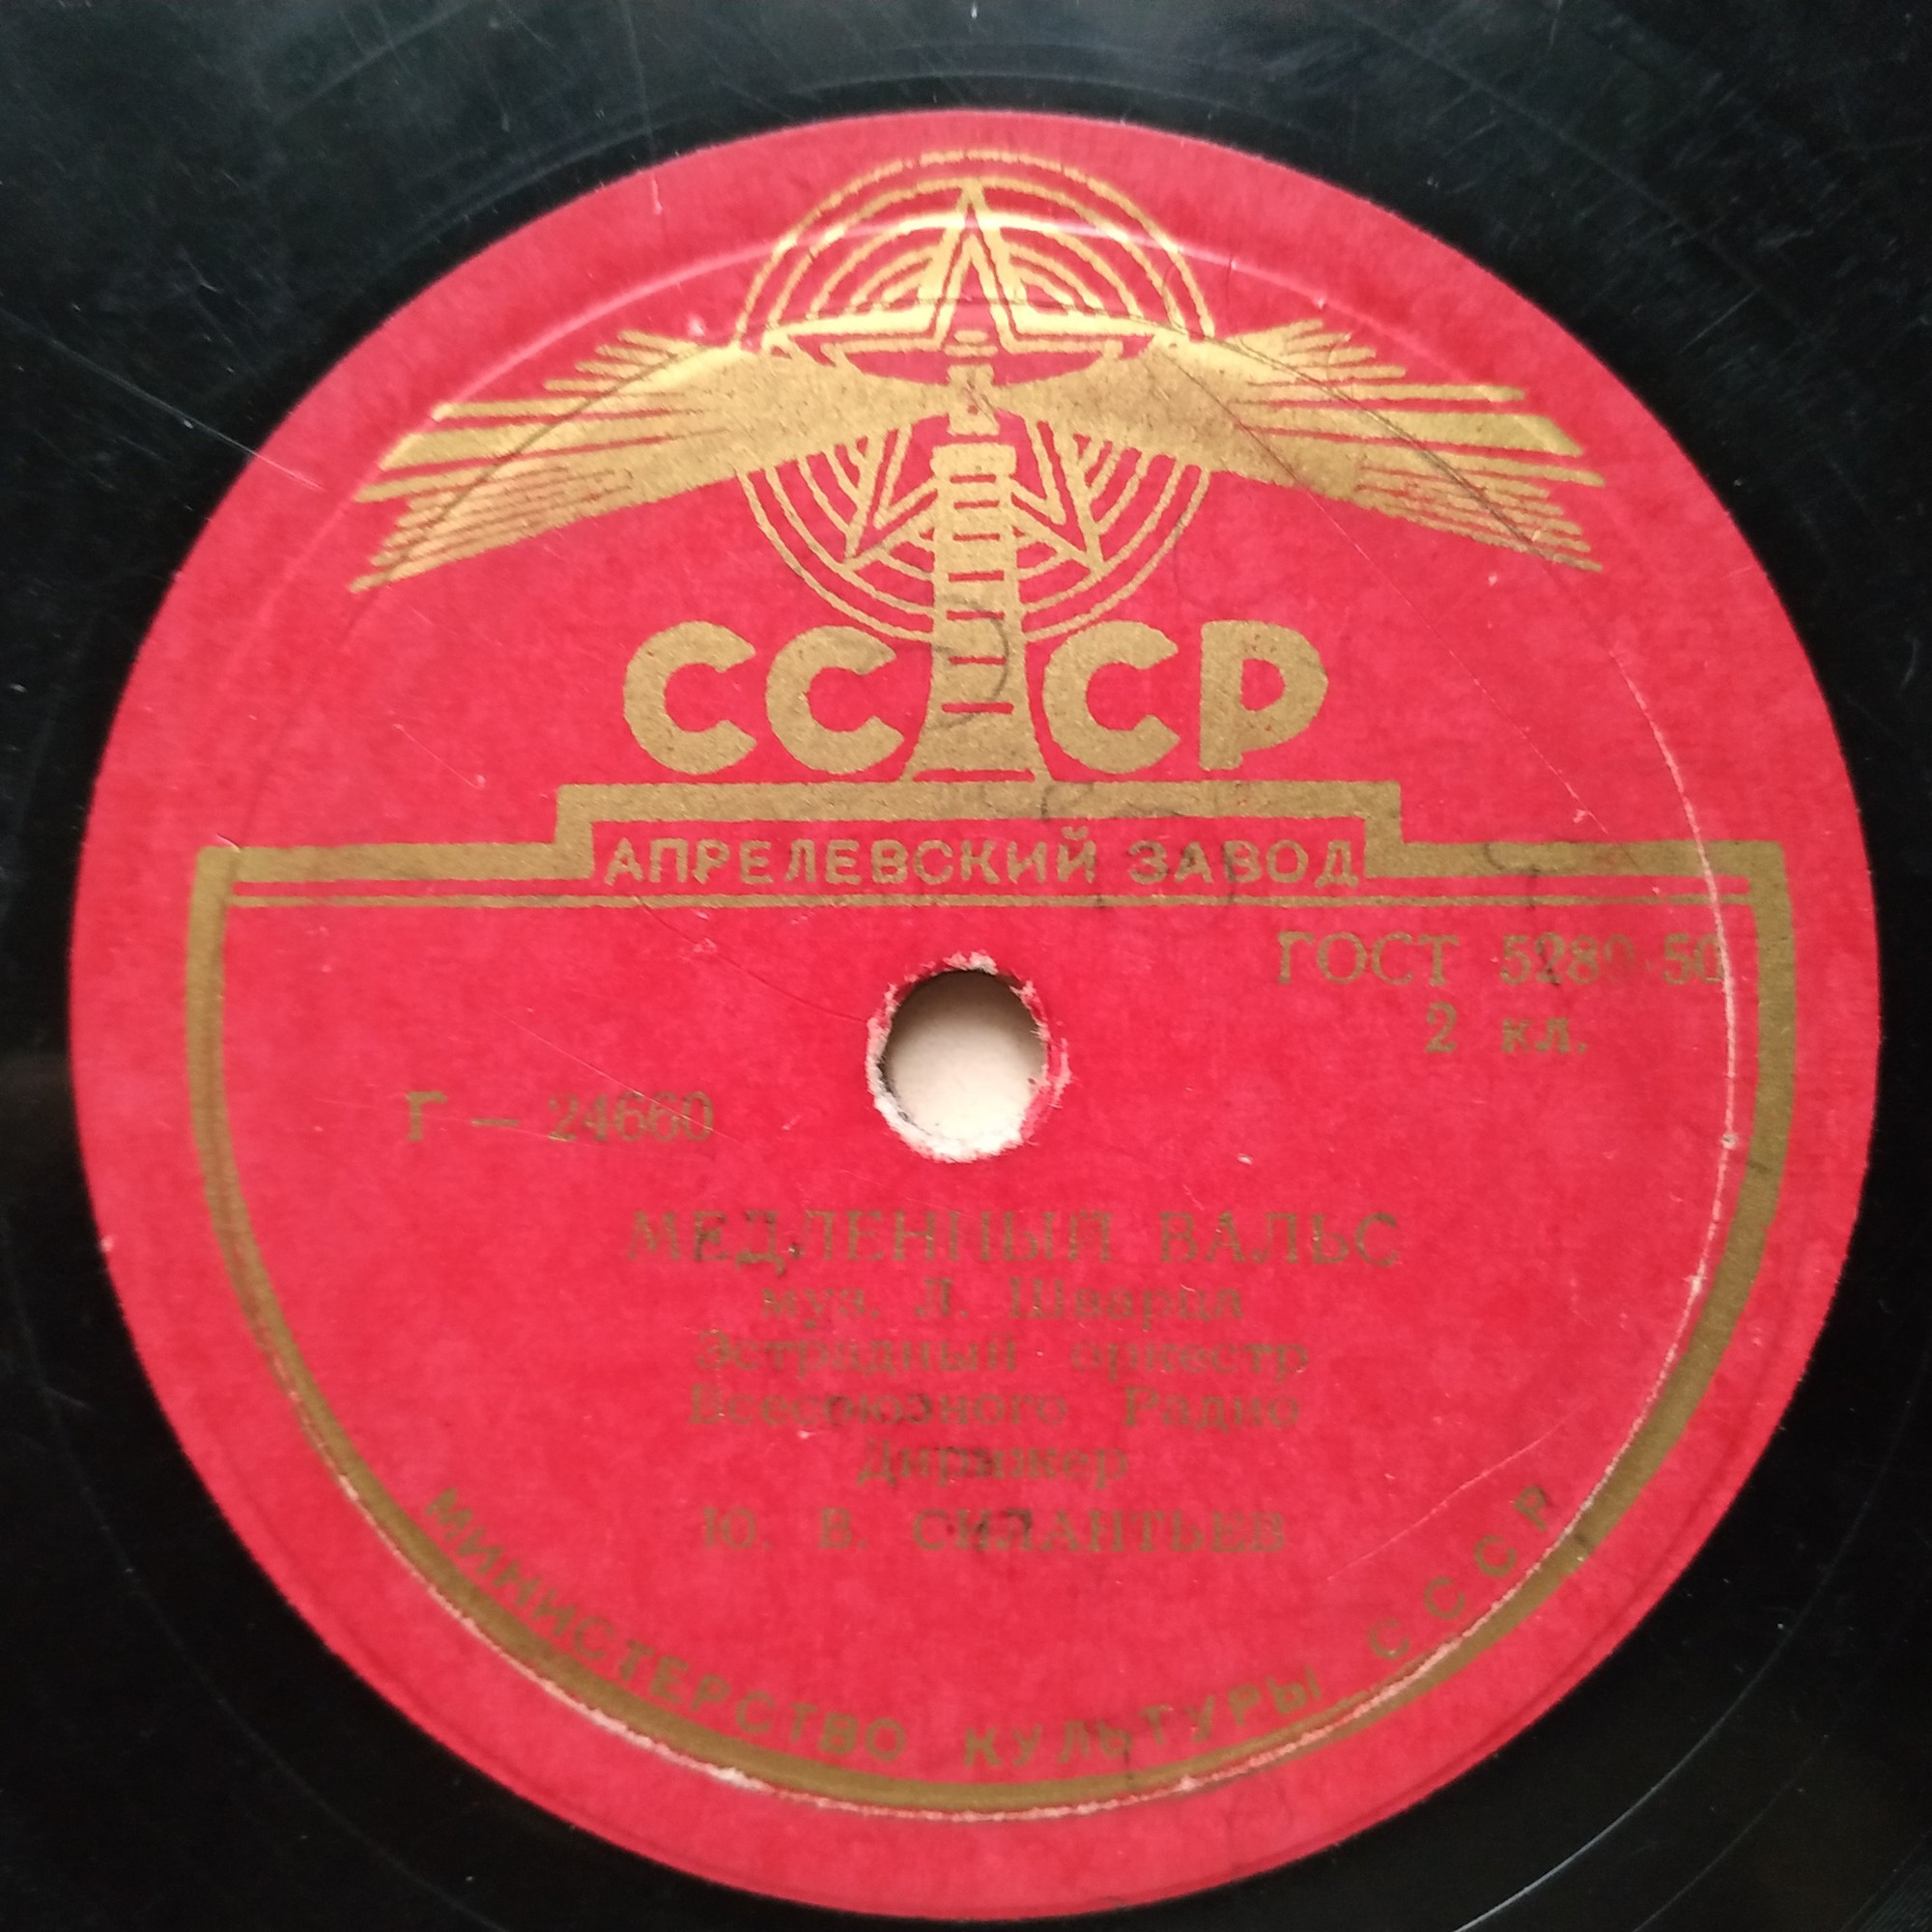 СССР
АПРЕЛЕВСКИЙ ЗАВОД
ГОСТ 5289-50
2 кл.
Г — 24660
МЕДЛЕННЫЙ ВАЛЬС
муз. Л. Шварца
Эстрадный оркестр
Всесоюзного Радио
Дирижер
Ю. В. СИЛАНТЬЕВ
МИНИСТЕРСТВО КУЛЬТУРЫ СССР